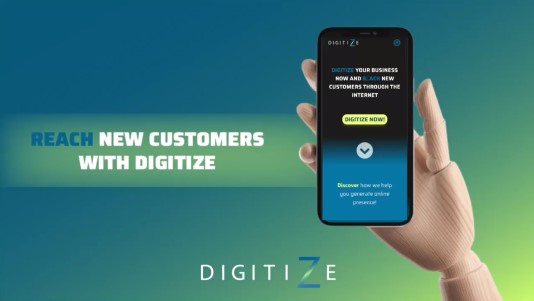 REACH NEW CUSTOMERS
WITH DIGITIZE
DIGITIZE
DIGITIZE YOUR BUSINESS
NOW AND REACH NEW
CUSTOMERS THROUGH THE
INTERNET
DIGITIZE NOW!
Discover how we help
you generate online
presence!
DIGITIZE